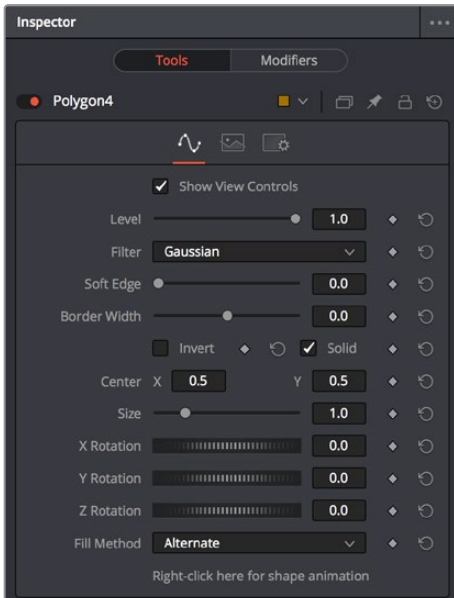 Inspector
Tools Modifiers
Polygon4
Show View Controls
Level 1.0
Filter Gaussian
Soft Edge 0.0
Border Width 0.0
Invert Solid
Center X 0.5 Y 0.5
Size 1.0
X Rotation 0.0
Y Rotation 0.0
Z Rotation 0.0
Fill Method Alternate
Right-click here for shape animation